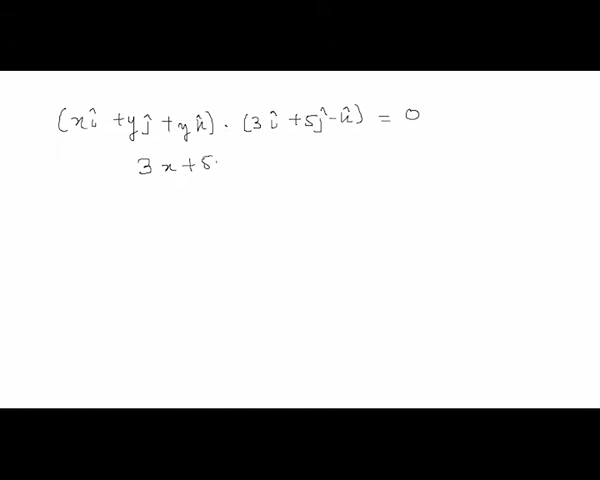 (xî + yĵ + yk̂) · (3î + 5ĵ - k̂) = 0
3x + 5